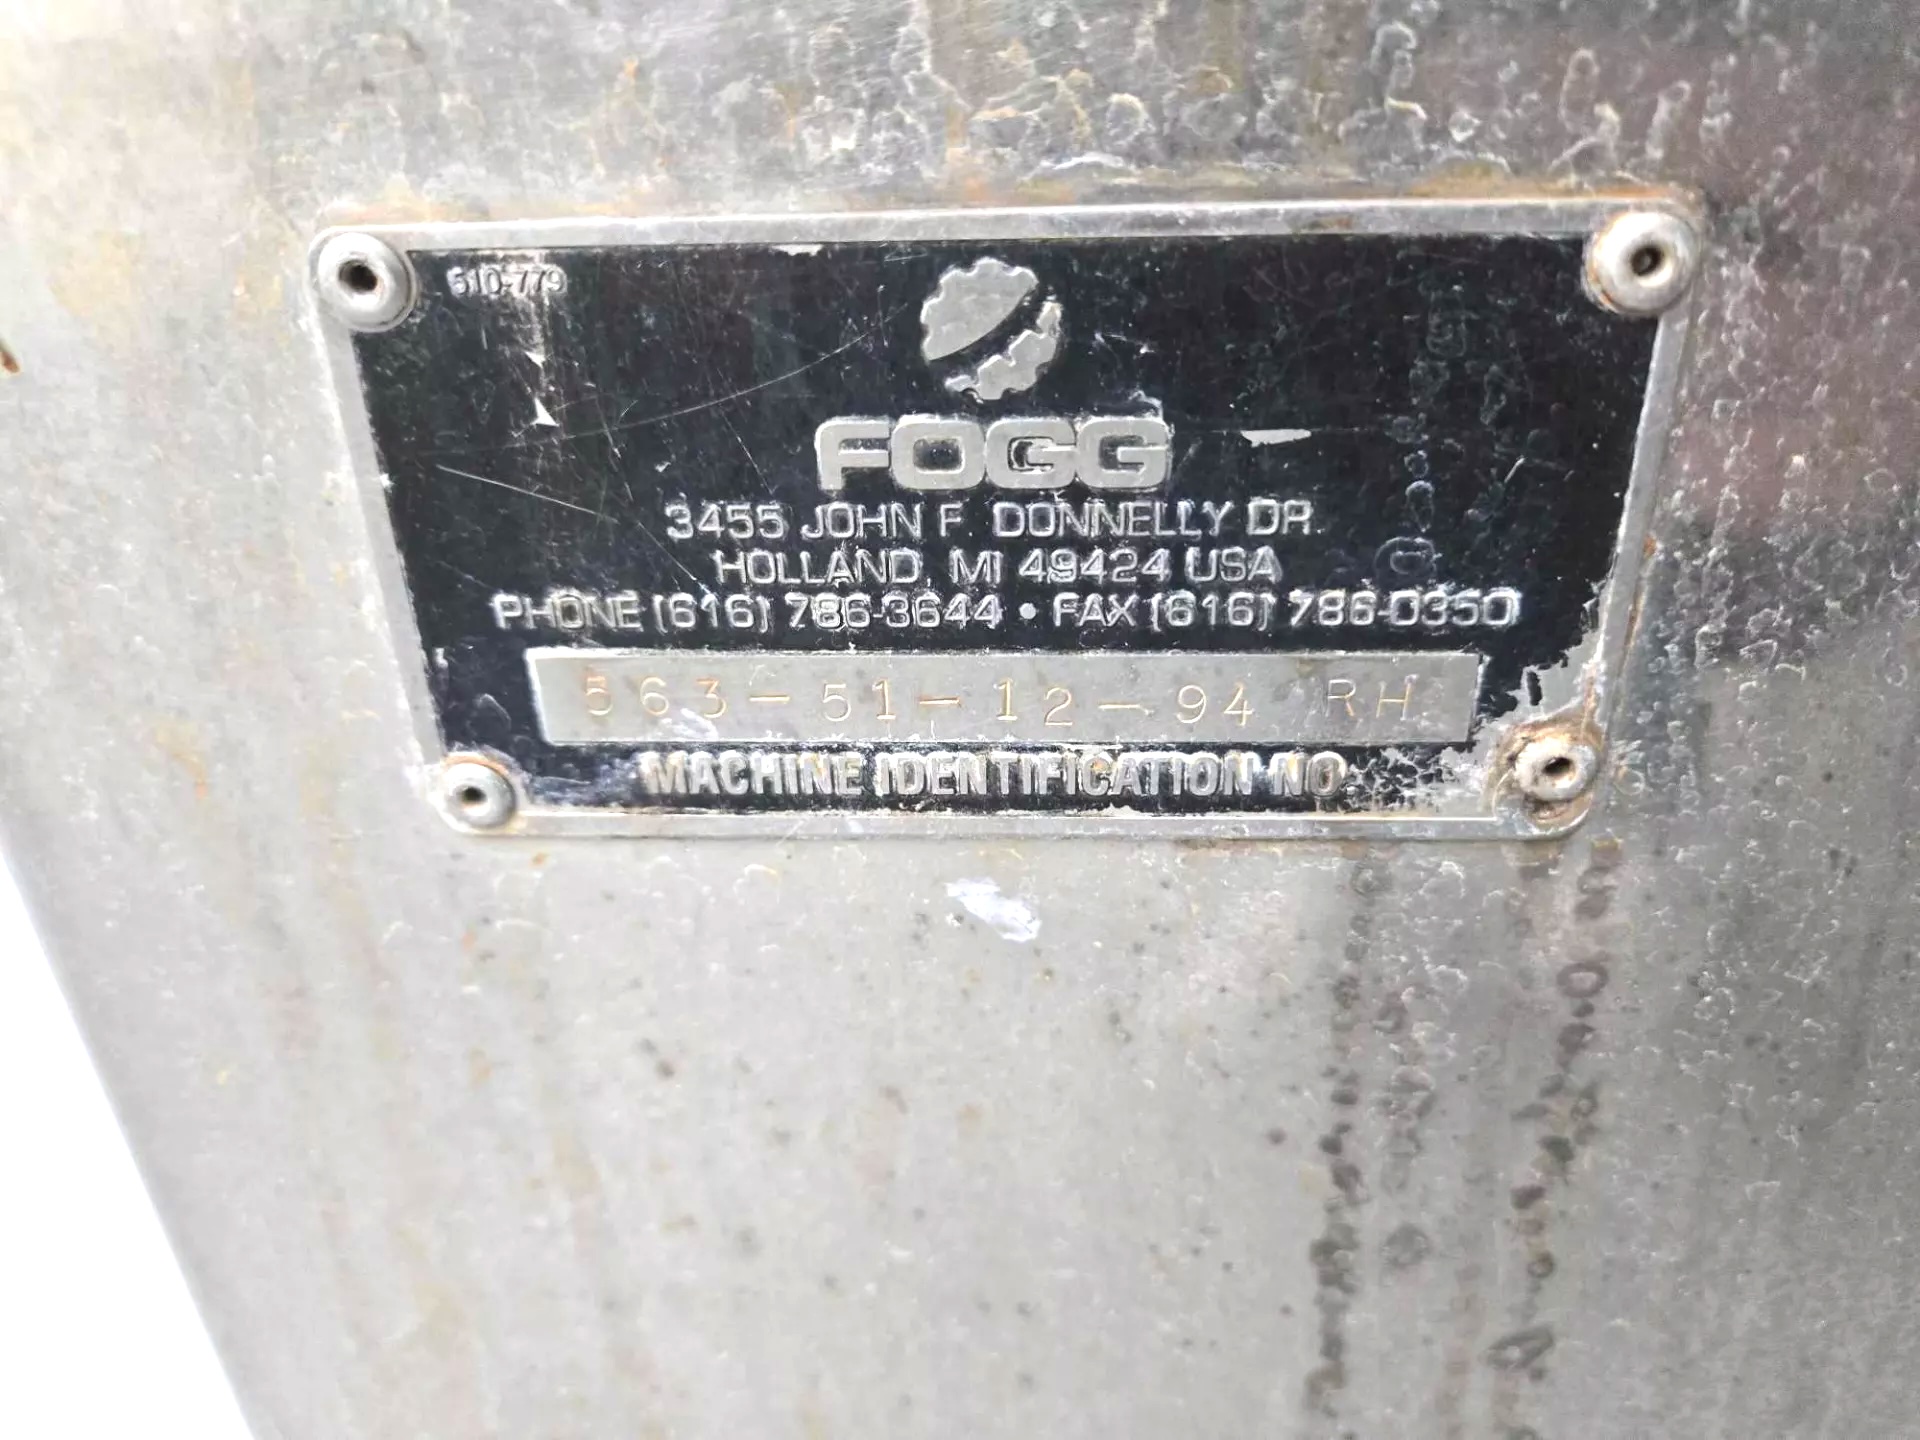 510-779
FOGG
3455 JOHN F. DONNELLY DR.
HOLLAND, MI 49424 USA
PHONE (616) 786-3644 • FAX (616) 786-0350
563-51-12-94 RH
MACHINE IDENTIFICATION NO.